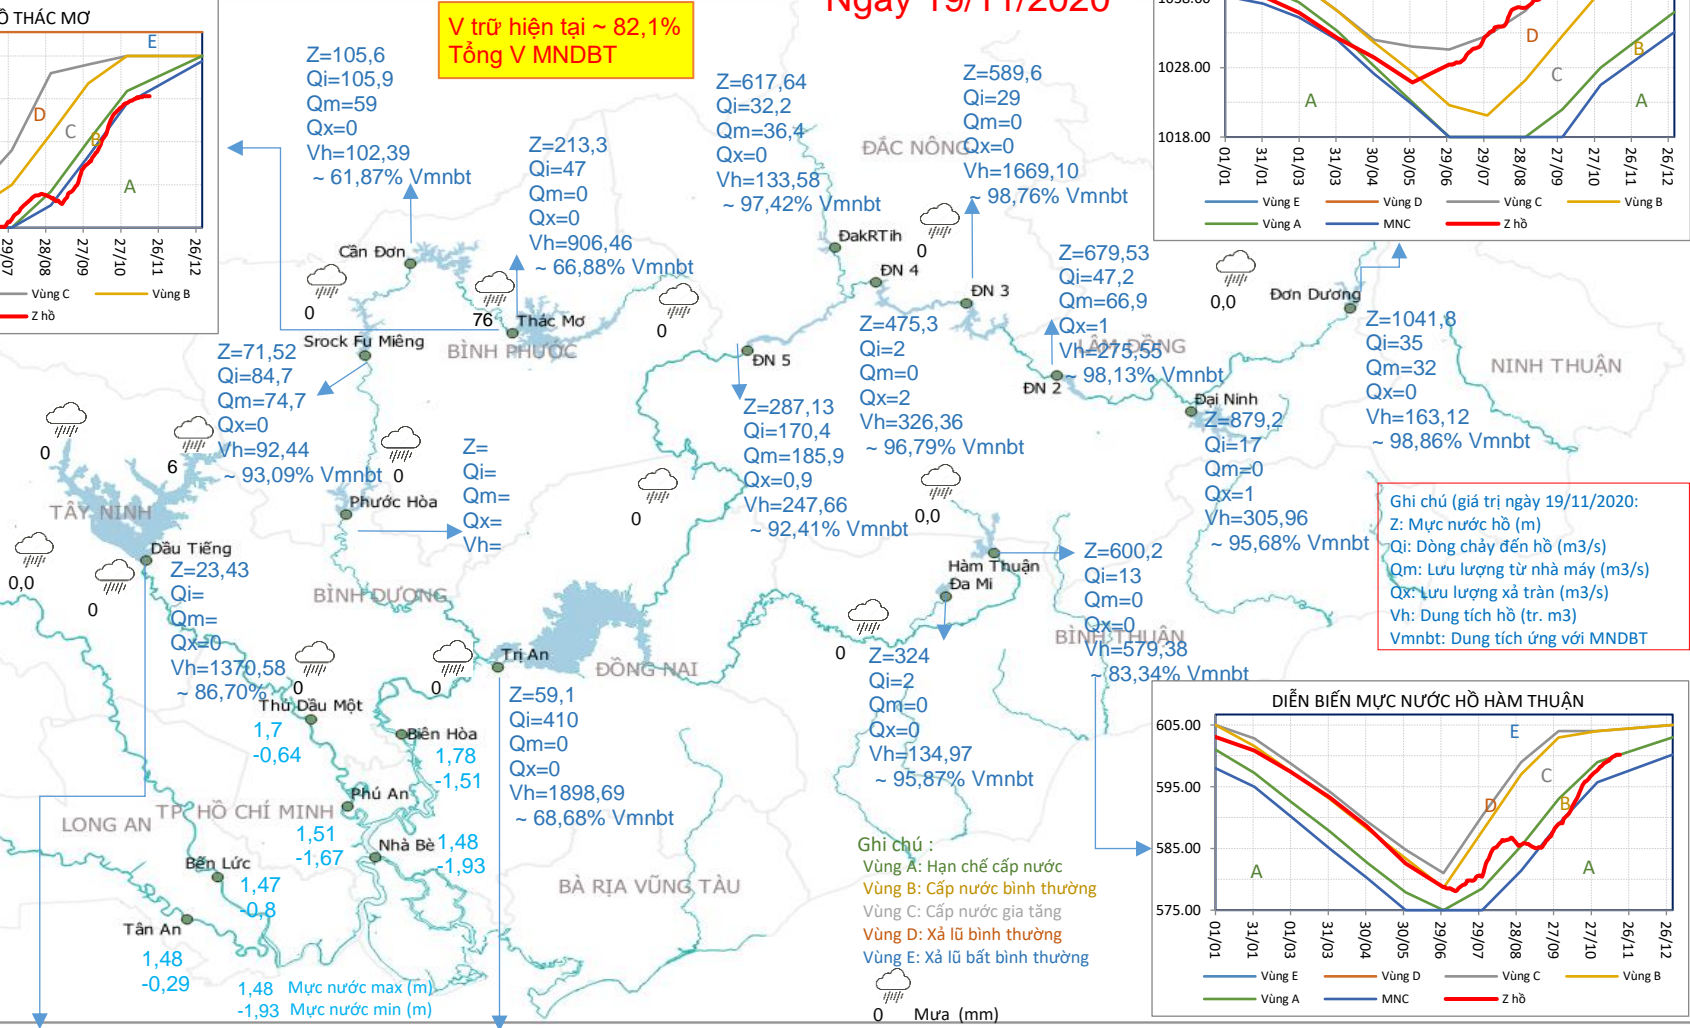 Ồ THÁC MƠ
E
D
C
B
A
29/07
28/08
27/09
27/10
26/11
26/12
Vùng C
Vùng B
Z hồ
V trữ hiện tại ~ 82,1%
Tổng V MNDBT
Ngày 19/11/2020
1038.00
1028.00
1018.00
A
D
C
B
A
01/01
31/01
01/03
31/03
30/04
30/05
29/06
29/07
28/08
27/09
27/10
26/11
26/12
Vùng E
Vùng D
Vùng C
Vùng B
Vùng A
MNC
Z hồ
Z=105,6
Qi=105,9
Qm=59
Qx=0
Vh=102,39
~ 61,87% Vmnbt
Z=213,3
Qi=47
Qm=0
Qx=0
Vh=906,46
~ 66,88% Vmnbt
Z=617,64
Qi=32,2
Qm=36,4
Qx=0
Vh=133,58
~ 97,42% Vmnbt
Z=589,6
Qi=29
Qm=0
Qx=0
Vh=1669,10
~ 98,76% Vmnbt
ĐẮC NÔNG
Cần Đơn
ĐakRTih
ĐN 4
ĐN 3
0
Z=679,53
Qi=47,2
Qm=66,9
Qx=1
Vh=275,55
~ 98,13% Vmnbt
0,0
Đơn Dương
0
76
0
Thác Mơ
Srock Fu Miêng
BÌNH PHƯỚC
ĐN 5
LÂM ĐỒNG
ĐN 2
Z=1041,8
Qi=35
Qm=32
Qx=0
Vh=163,12
~ 98,86% Vmnbt
NINH THUẬN
Z=71,52
Qi=84,7
Qm=74,7
Qx=0
Vh=92,44
~ 93,09% Vmnbt
Z=475,3
Qi=2
Qm=0
Qx=2
Vh=326,36
~ 96,79% Vmnbt
Đại Ninh
Z=879,2
Qi=17
Qm=0
Qx=1
Vh=305,96
~ 95,68% Vmnbt
Z=287,13
Qi=170,4
Qm=185,9
Qx=0,9
Vh=247,66
~ 92,41% Vmnbt
0
6
0
Z=
Qi=
Qm=
Qx=
Vh=
Phước Hòa
TÂY NINH
0
0,0
Ghi chú (giá trị ngày 19/11/2020:
Z: Mực nước hồ (m)
Qi: Dòng chảy đến hồ (m3/s)
Qm: Lưu lượng từ nhà máy (m3/s)
Qx: Lưu lượng xả tràn (m3/s)
Vh: Dung tích hồ (tr. m3)
Vmnbt: Dung tích ứng với MNDBT
0,0
0
Dầu Tiếng
Z=23,43
Qi=
Qm=
Qx=0
Vh=1370,58
~ 86,70%
BÌNH DƯƠNG
Hàm Thuận
Đa Mi
Z=600,2
Qi=13
Qm=0
Qx=0
Vh=579,38
~ 83,34% Vmnbt
BÌNH THUẬN
0
Z=324
Qi=2
Qm=0
Qx=0
Vh=134,97
~ 95,87% Vmnbt
0
0
Trị An
ĐỒNG NAI
Z=59,1
Qi=410
Qm=0
Qx=0
Vh=1898,69
~ 68,68% Vmnbt
Thủ Dầu Một
1,7
-0,64
Biên Hòa
1,78
-1,51
Phú An
TP HỒ CHÍ MINH
LONG AN
1,51
-1,67
Nhà Bè
1,48
-1,93
Bến Lức
1,47
-0,8
Tân An
1,48
-0,29
BÀ RỊA VŨNG TÀU
1,48 Mực nước max (m)
-1,93 Mực nước min (m)
Ghi chú :
Vùng A: Hạn chế cấp nước
Vùng B: Cấp nước bình thường
Vùng C: Cấp nước gia tăng
Vùng D: Xả lũ bình thường
Vùng E: Xả lũ bất bình thường
0 Mưa (mm)
DIỄN BIẾN MỰC NƯỚC HỒ HÀM THUẬN
605.00
595.00
585.00
575.00
E
C
D
B
A
A
01/01
31/01
01/03
31/03
30/04
30/05
29/06
29/07
28/08
27/09
27/10
26/11
26/12
Vùng E
Vùng D
Vùng C
Vùng B
Vùng A
MNC
Z hồ